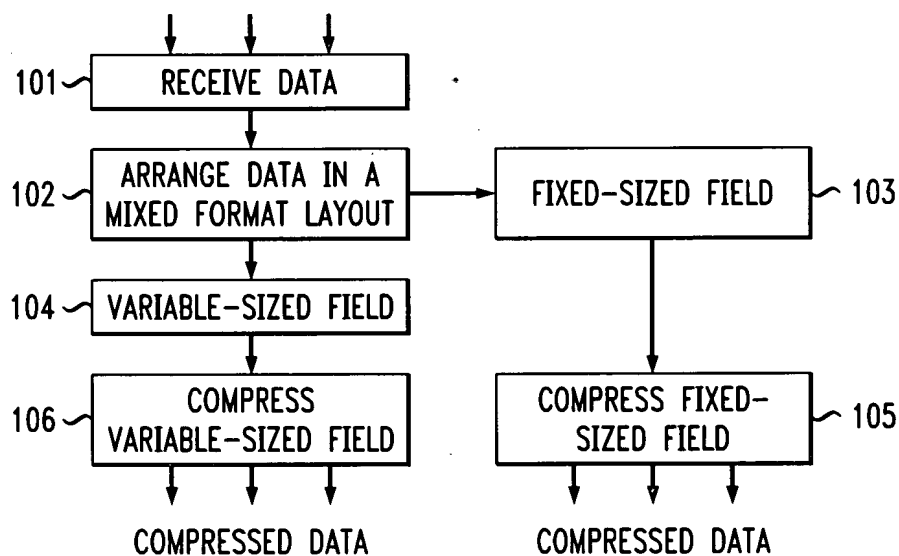 101
RECEIVE DATA
102
ARRANGE DATA IN A
MIXED FORMAT LAYOUT
FIXED-SIZED FIELD
103
104
VARIABLE-SIZED FIELD
106
COMPRESS
VARIABLE-SIZED FIELD
COMPRESS FIXED-
SIZED FIELD
105
COMPRESSED DATA
COMPRESSED DATA